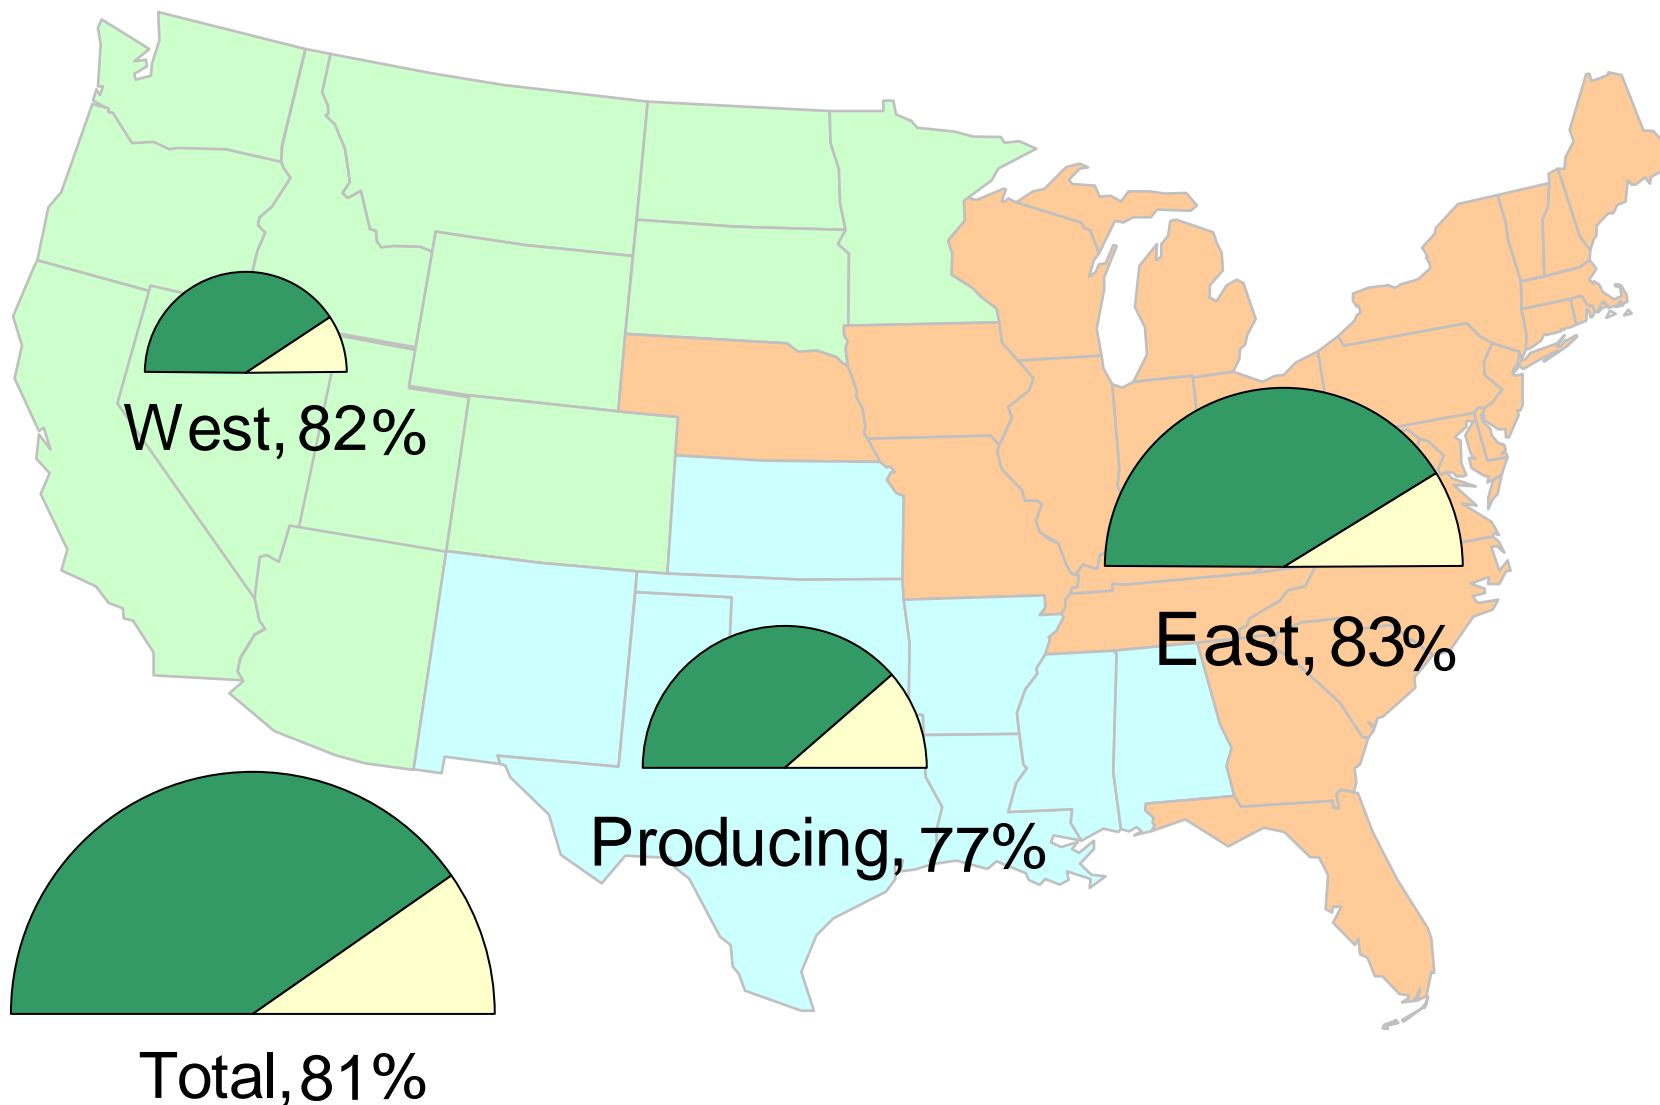 West, 82%
East, 83%
Producing, 77%
Total, 81%